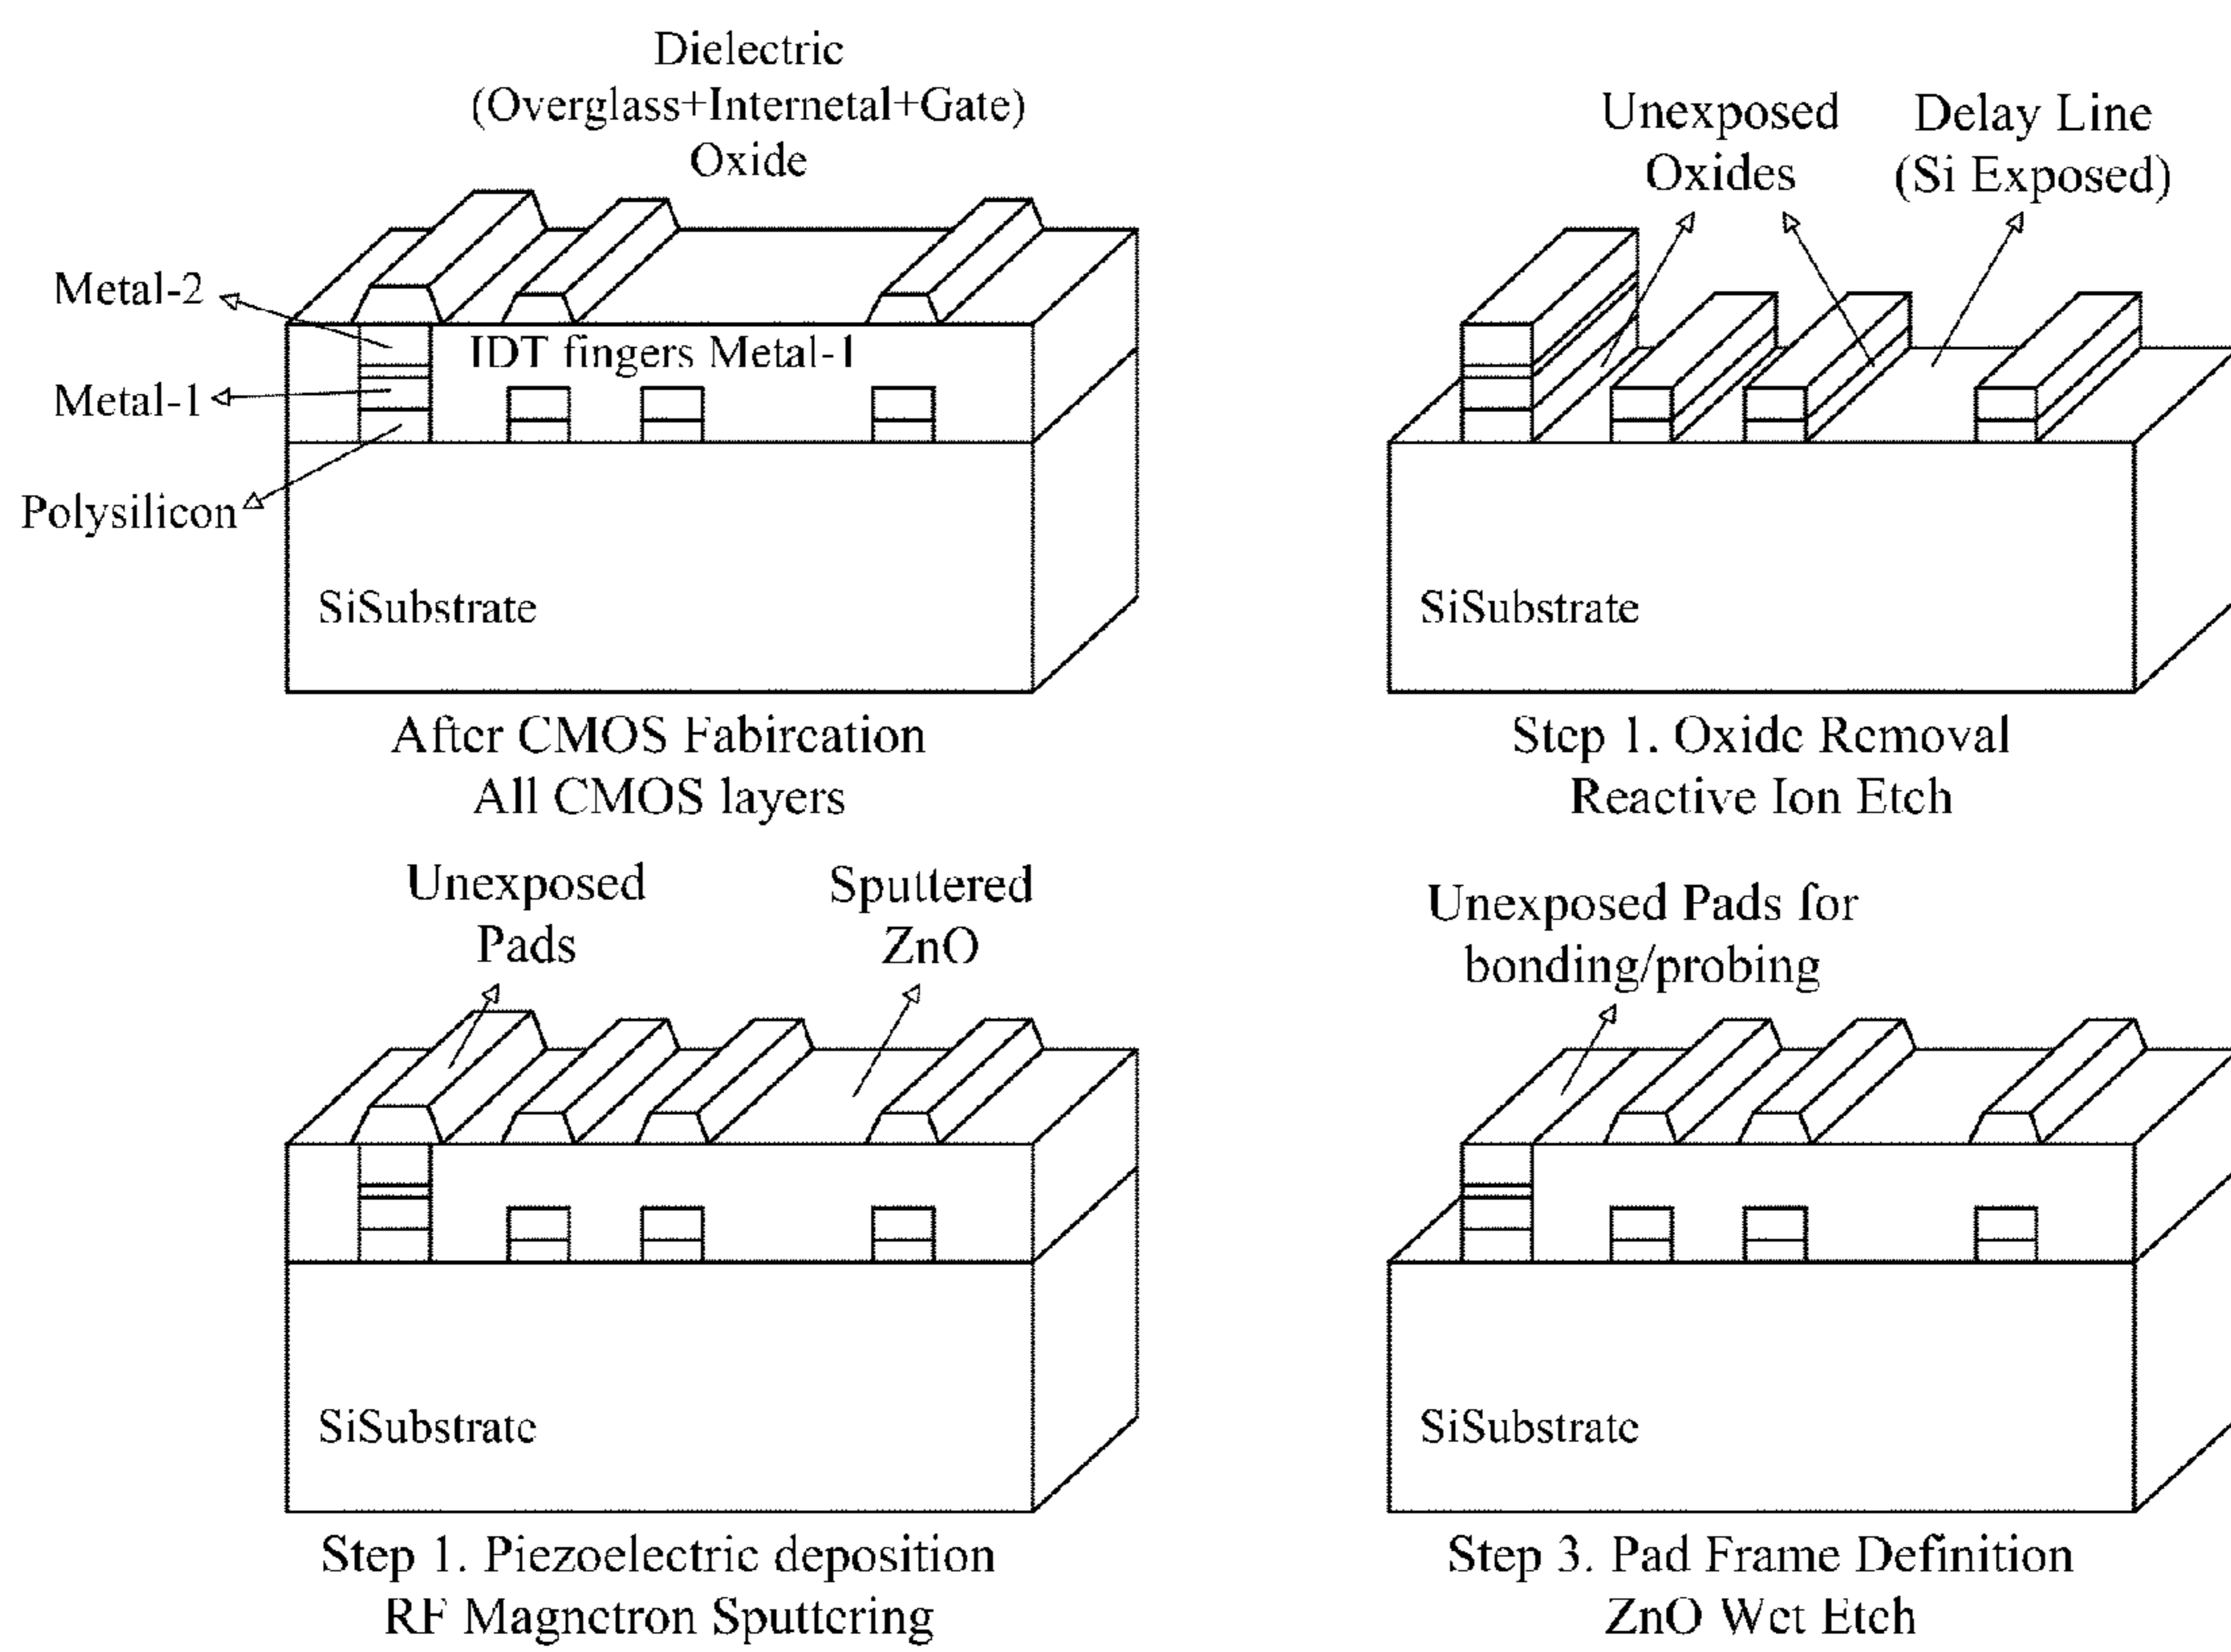 Dielectric
(Overglass+Internetal+Gate)
Oxide
Metal-2
Metal-1
Polysilicon
IDT fingers Metal-1
SiSubstrate
After CMOS Fabircation
All CMOS layers
Unexposed
Oxides
Delay Line
(Si Exposed)
SiSubstrate
Step 1. Oxide Removal
Reactive Ion Etch
Unexposed
Pads
Sputtered
ZnO
SiSubstrate
Step 1. Piezoelectric deposition
RF Magnetron Sputtering
Unexposed Pads for
bonding/probing
SiSubstrate
Step 3. Pad Frame Definition
ZnO Wet Etch